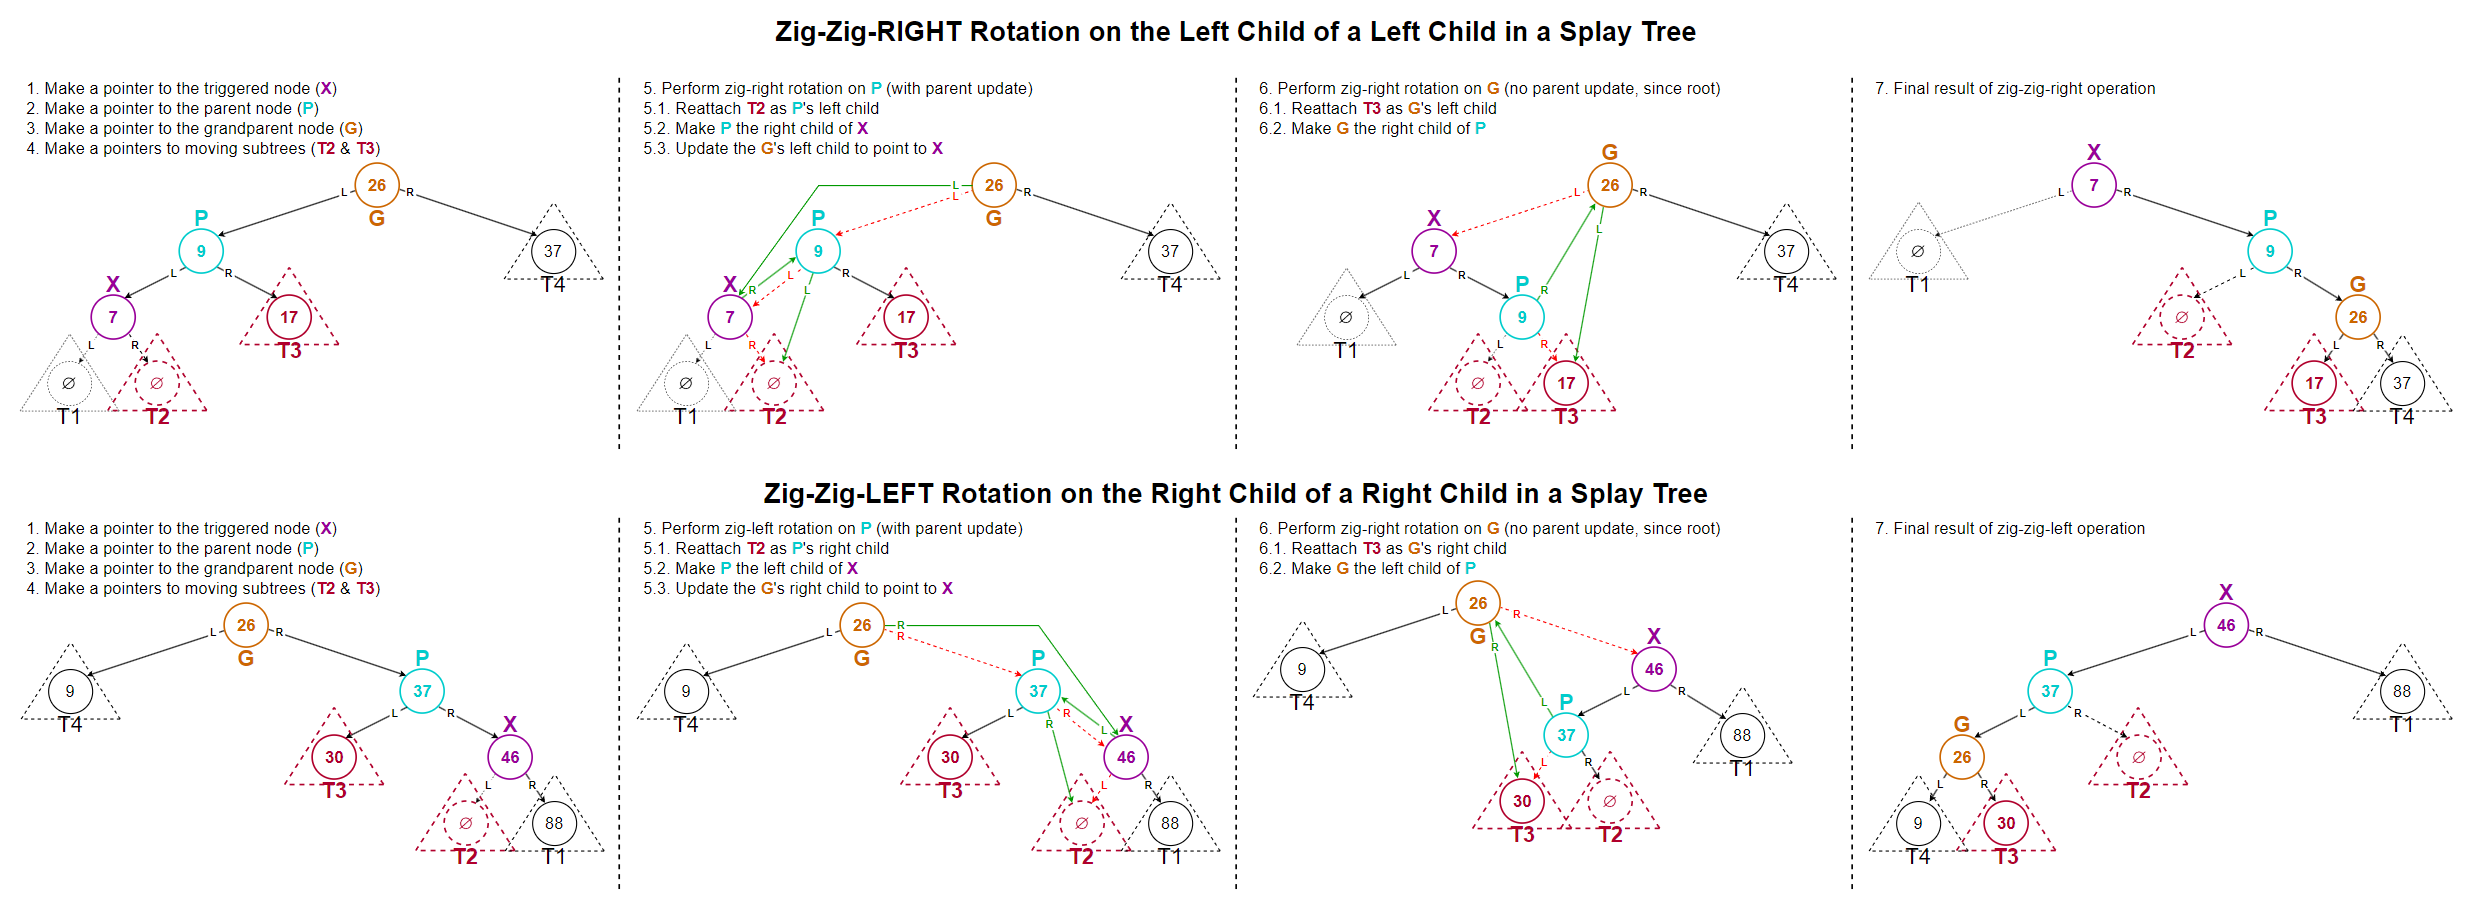 Zig-Zig-RIGHT Rotation on the Left Child of a Left Child in a Splay Tree
1. Make a pointer to the triggered node (X)
2. Make a pointer to the parent node (P)
3. Make a pointer to the grandparent node (G)
4. Make a pointers to moving subtrees (T2 & T3)
26
L
R
G
P
9
37
T4
L
R
X
7
17
T3
L
R
∅
∅
T1
T2
5. Perform zig-right rotation on P (with parent update)
5.1. Reattach T2 as P's left child
5.2. Make P the right child of X
5.3. Update the G's left child to point to X
L
26
R
L
P
G
9
37
L
R
T4
X
R
L
7
17
T3
L
R
∅
∅
T1
T2
6. Perform zig-right rotation on G (no parent update, since root)
6.1. Reattach T3 as G's left child
6.2. Make G the right child of P
G
26
L
R
X
L
7
37
L
R
T4
P
R
∅
9
T1
L
R
∅
17
T2
T3
7. Final result of zig-zig-right operation
X
7
L
R
P
∅
9
T1
L
R
G
∅
26
T2
L
R
17
37
T3
T4
Zig-Zig-LEFT Rotation on the Right Child of a Right Child in a Splay Tree
1. Make a pointer to the triggered node (X)
2. Make a pointer to the parent node (P)
3. Make a pointer to the grandparent node (G)
4. Make a pointers to moving subtrees (T2 & T3)
26
L
R
G
P
9
37
T4
L
R
X
30
46
T3
L
R
∅
88
T2
T1
5. Perform zig-left rotation on P (with parent update)
5.1. Reattach T2 as P's right child
5.2. Make P the left child of X
5.3. Update the G's right child to point to X
26
R
L
R
G
P
9
37
T4
L
R
R
L
X
30
46
T3
L
R
∅
88
T2
T1
6. Perform zig-right rotation on G (no parent update, since root)
6.1. Reattach T3 as G's right child
6.2. Make G the left child of P
26
L
R
G
R
X
9
46
T4
L
R
L
P
37
88
L
R
T1
30
∅
T3
T2
7. Final result of zig-zig-left operation
X
46
L
R
P
37
88
L
R
T1
G
26
∅
L
R
T2
9
30
T4
T3